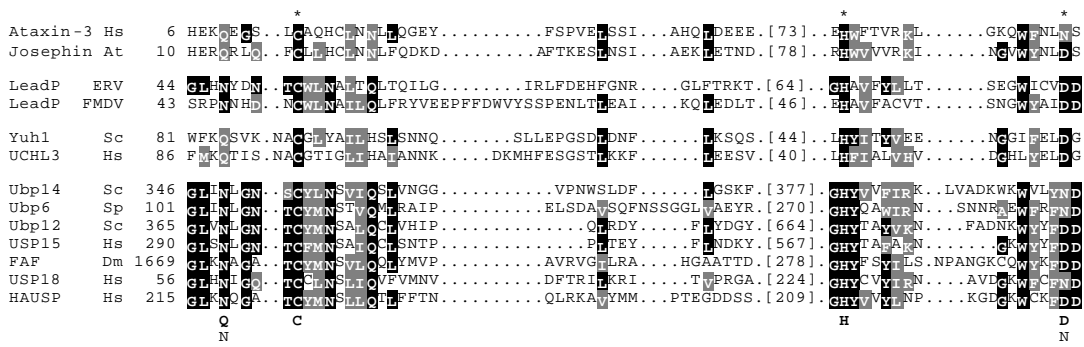 * * *
Ataxin-3 Hs 6 HEKQEGS..LCAQHCLNNLLQGEY...........FSPVELSSI...AHQLDEEE.[73]..EHWFTVRKL....GKQWFNLNS
Josephin At 10 HERQRLQ..FCLLHCLNNLFQDKD...........AFTKESLNSI...AEKLETND.[78]..RHWVVVRKI....NGVWYNLDS
LeadP ERV 44 GLHNYDN..TCWLNALTQLTQILG...........IRLFDEHFGNR...GLFTRKT.[64]..GHAVFYLLT....SEGWICVDD
LeadP FMDV 43 SRPNNHD..NCWLNAILQLFRYVEEPFFDWVYSSPENLTLEAI...KQLEDLT.[46]..EHAVFACVT....SNGWYAIDD
Yuh1 Sc 81 WFKQSVK.NACGLYAILHSLSNNQ.......SLLEPGSDLDNF.....LKSQS.[44]..LHYITYVEE......NGGIFELDG
UCHL3 Hs 86 FMKQTISNACGTIGLIHAIANNK......DKMHFESGSTLKKF.....LEESV.[40]..LHFIALVHV......DGHLYELDG
Ubp14 Sc 346 GLINLGN..SCYLNSVIQSLVNGG...........VPNWSLDF......LGSKF.[377]..GHYVVFIRK...LVADKWKWVLYND
Ubp6 Sp 101 GLINLGN..TCYMNSTVQMLRAIP.........ELSDAVSQFNSSGGLVAEYR.[270]..GHYQAWIRN...SNNRAEWFRFND
Ubp12 Sc 365 GLVNLGN..TCYMNSALQCLVHIP............QLRDY......FLYDGY.[664]..GHYTAYVKN....FADNKWYYFDD
USP15 Hs 290 GLSNLGN..TCFMNSAIQCLSNTP............PLTEY......FLNDKY.[567]..GHYTAFAKN......GKWYYFDD
FAF Dm 1669 GLKNAGA..TCYMNSVLQQLYMVP.........AVRVGILRA...HGAATTD.[278]..GHYFSYILSNPANGKCQWYKFDD
USP18 Hs 56 GLHNIGQ..TCCLNSLIQVFVMNV.........DFTRILKRI...TVPRGA.[224]..GHYCVYIRN.....AVDGKWFCFND
HAUSP Hs 215 GLKNQGA..TCYMNSLLQTLFFTN.........QLRKAVYMM...PTEGDDSS.[209]..GHYVVYLNP....KGDGKWCKFDD
Q C H D
N N